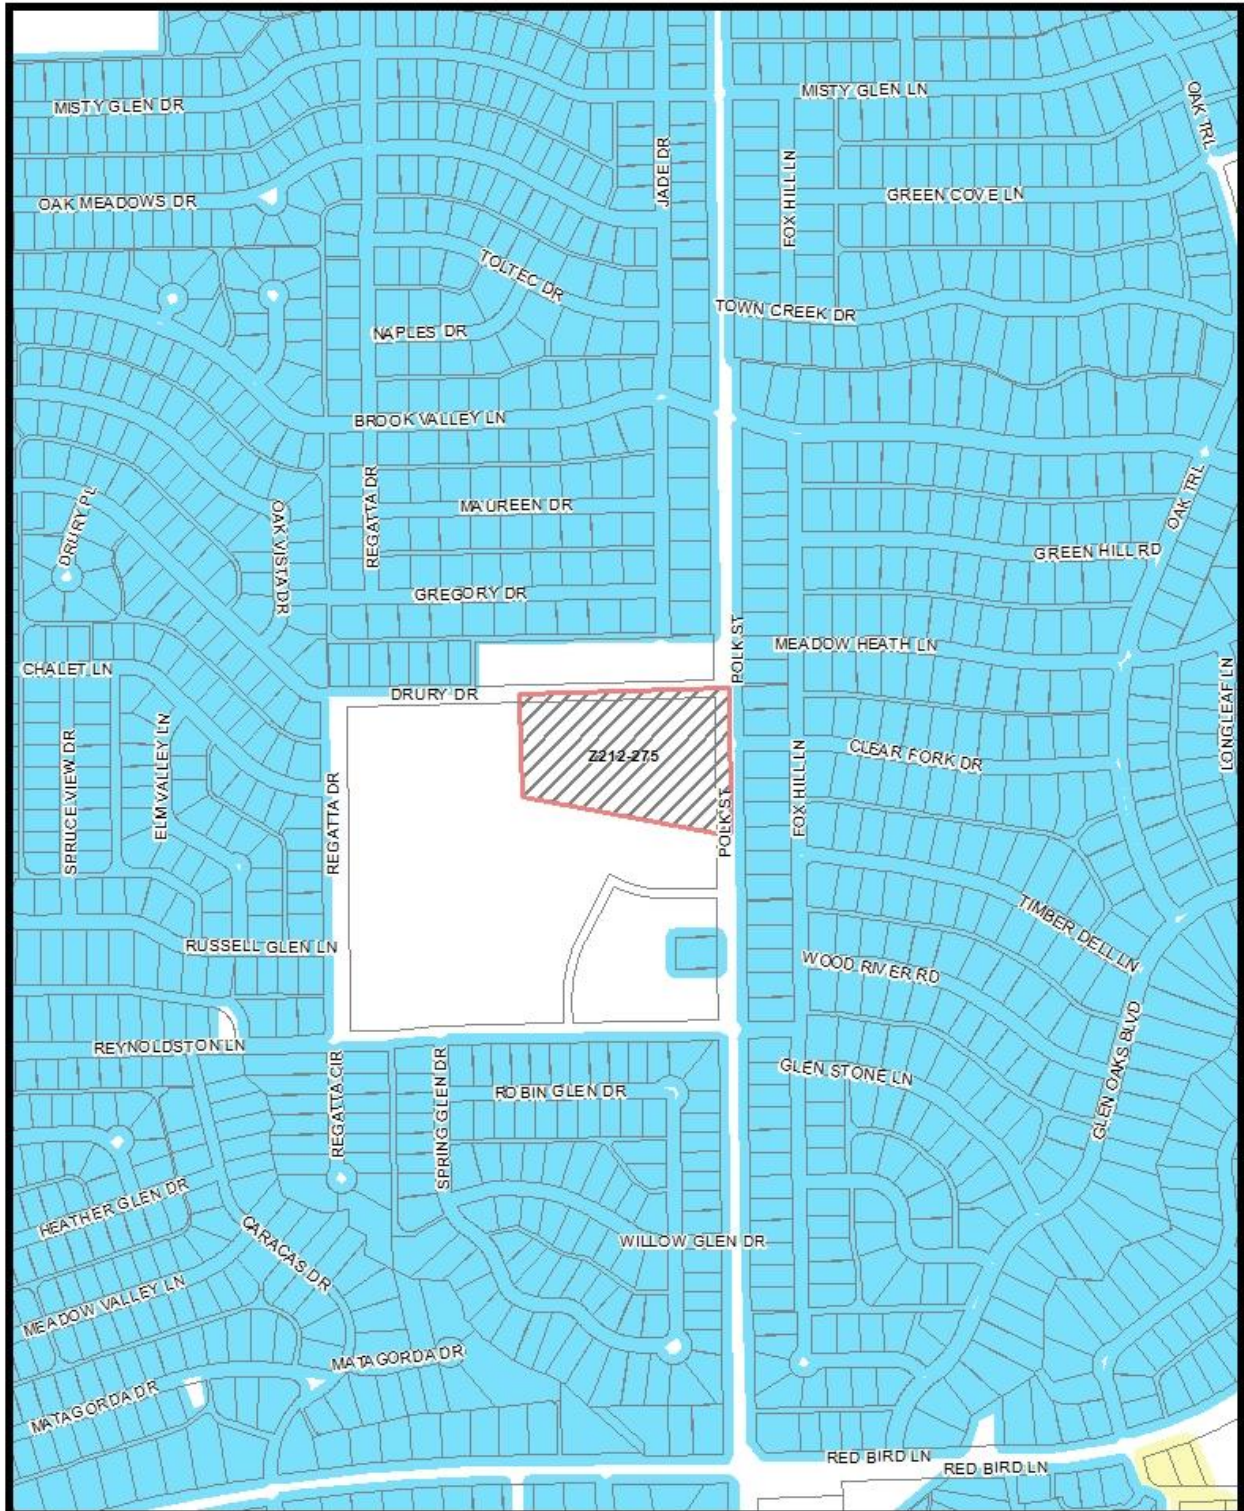 MISTY GLEN DR
MISTY GLEN LN
OAK TRL
JADE DR
FOX HILL LN
OAK MEADOWS DR
GREEN COVE LN
TOLTEC DR
TOWN CREEK DR
NAPLES DR
BROOK VALLEY LN
REGATTA DR
OAK TRL
DRURY PL
OAK VISTA DR
MAUREEN DR
GREEN HILL RD
GREGORY DR
POLK ST
MEADOW HEATH LN
CHALET LN
LONGLEAF LN
DRURY DR
SPRUCE VIEW DR
ELM VALLEY LN
Z212-275
FOX HILL LN
CLEAR FORK DR
REGATTA DR
POLK ST
TIMBER DELL LN
RUSSELL GLEN LN
WOOD RIVER RD
REYNOLDSTON LN
GLEN OAKS BLVD
REGATTA CIR
SPRING GLEN DR
ROBIN GLEN DR
GLEN STONE LN
HEATHER GLEN DR
CARACAS DR
WILLOW GLEN DR
MEADOW VALLEY LN
MATAGORDA DR
MATAGORDA DR
RED BIRD LN
RED BIRD LN